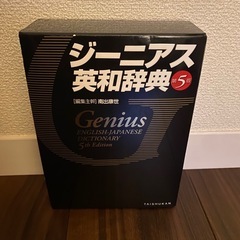 ジーニアス
英和辞典 第5版
[編集主幹] 南出康世
Genius
ENGLISH-JAPANESE
DICTIONARY
5th Edition
TAISHUKAN